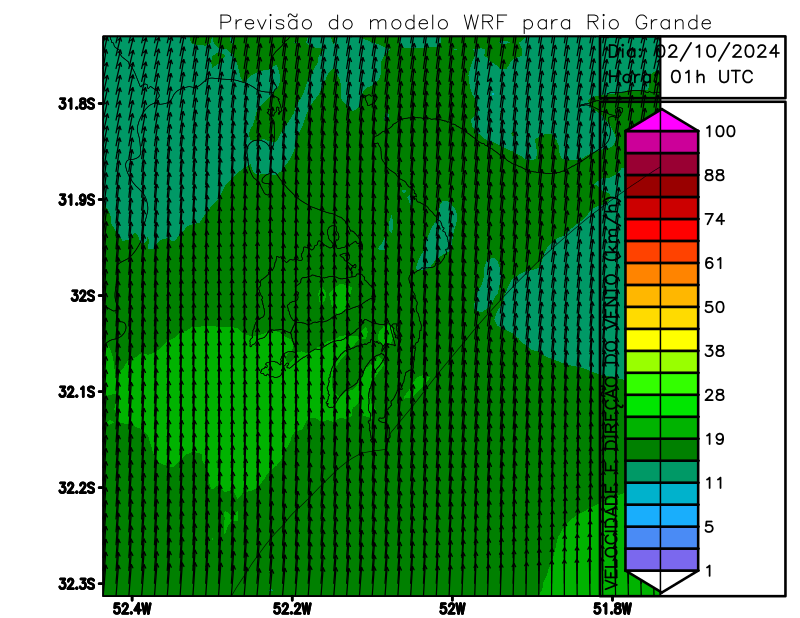 Previsão do modelo WRF para Rio Grande
Dia: 02/10/2024
Hora: 01h UTC
31.8S
31.9S
32S
32.1S
32.2S
32.3S
52.4W
52.2W
52W
51.8W
VELOCIDADE E DIREÇÃO DO VENTO (km/h)
100
88
74
61
50
38
28
19
11
5
1